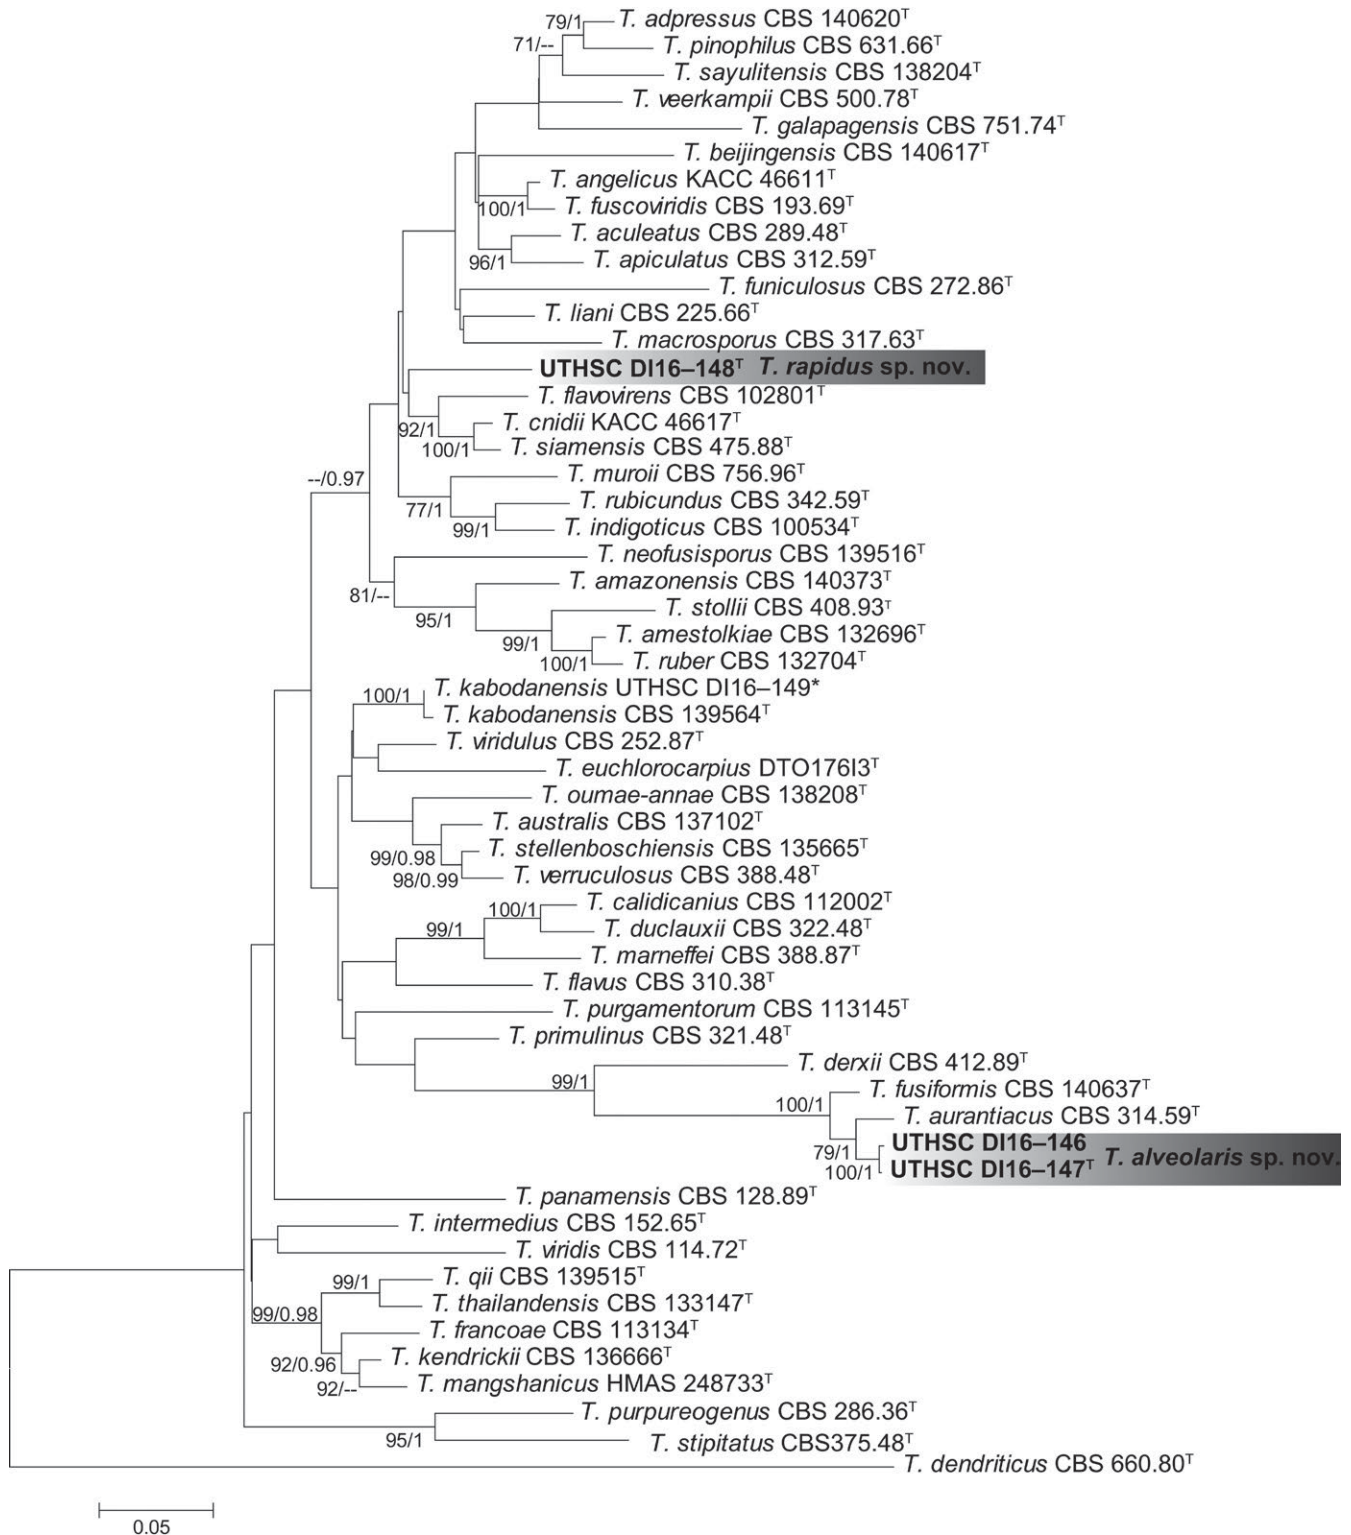 79/1
T. adpressus CBS 140620ᵀ
71/--
T. pinophilus CBS 631.66ᵀ
T. sayulitensis CBS 138204ᵀ
T. veerkampii CBS 500.78ᵀ
T. galapagensis CBS 751.74ᵀ
T. beijingensis CBS 140617ᵀ
T. angelicus KACC 46611ᵀ
100/1
T. fuscoviridis CBS 193.69ᵀ
T. aculeatus CBS 289.48ᵀ
96/1
T. apiculatus CBS 312.59ᵀ
T. funiculosus CBS 272.86ᵀ
T. liani CBS 225.66ᵀ
T. macrosporus CBS 317.63ᵀ
UTHSC DI16–148ᵀ T. rapidus sp. nov.
T. flavovirens CBS 102801ᵀ
92/1
T. cnidii KACC 46617ᵀ
100/1
T. siamensis CBS 475.88ᵀ
T. muroii CBS 756.96ᵀ
--/0.97
77/1
T. rubicundus CBS 342.59ᵀ
99/1
T. indigoticus CBS 100534ᵀ
T. neofusisporus CBS 139516ᵀ
T. amazonensis CBS 140373ᵀ
81/--
95/1
T. stollii CBS 408.93ᵀ
99/1
T. amestolkiae CBS 132696ᵀ
100/1
T. ruber CBS 132704ᵀ
100/1
T. kabodanensis UTHSC DI16–149*
T. kabodanensis CBS 139564ᵀ
T. viridulus CBS 252.87ᵀ
T. euchlorocarpius DTO176I3ᵀ
T. oumae-annae CBS 138208ᵀ
T. australis CBS 137102ᵀ
99/0.98
T. stellenboschiensis CBS 135665ᵀ
98/0.99
T. verruculosus CBS 388.48ᵀ
100/1
T. calidicanius CBS 112002ᵀ
99/1
T. duclauxii CBS 322.48ᵀ
T. marneffei CBS 388.87ᵀ
T. flavus CBS 310.38ᵀ
T. purgamentorum CBS 113145ᵀ
T. primulinus CBS 321.48ᵀ
T. derxii CBS 412.89ᵀ
99/1
T. fusiformis CBS 140637ᵀ
100/1
T. aurantiacus CBS 314.59ᵀ
79/1
UTHSC DI16–146
T. alveolaris sp. nov.
100/1
UTHSC DI16–147ᵀ
T. panamensis CBS 128.89ᵀ
T. intermedius CBS 152.65ᵀ
T. viridis CBS 114.72ᵀ
99/1
T. qii CBS 139515ᵀ
T. thailandensis CBS 133147ᵀ
99/0.98
T. francoae CBS 113134ᵀ
92/0.96
T. kendrickii CBS 136666ᵀ
92/--
T. mangshanicus HMAS 248733ᵀ
T. purpureogenus CBS 286.36ᵀ
95/1
T. stipitatus CBS375.48ᵀ
T. dendriticus CBS 660.80ᵀ
0.05